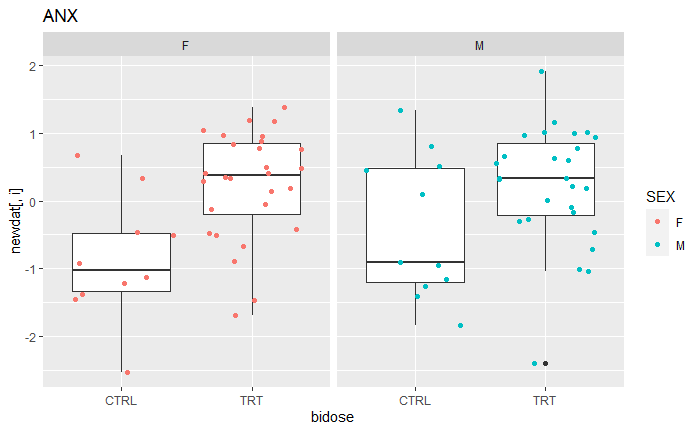 ANX
F
M
2
1
0
-1
-2
newdat[, i]
CTRL
TRT
CTRL
TRT
bidose
SEX
F
M